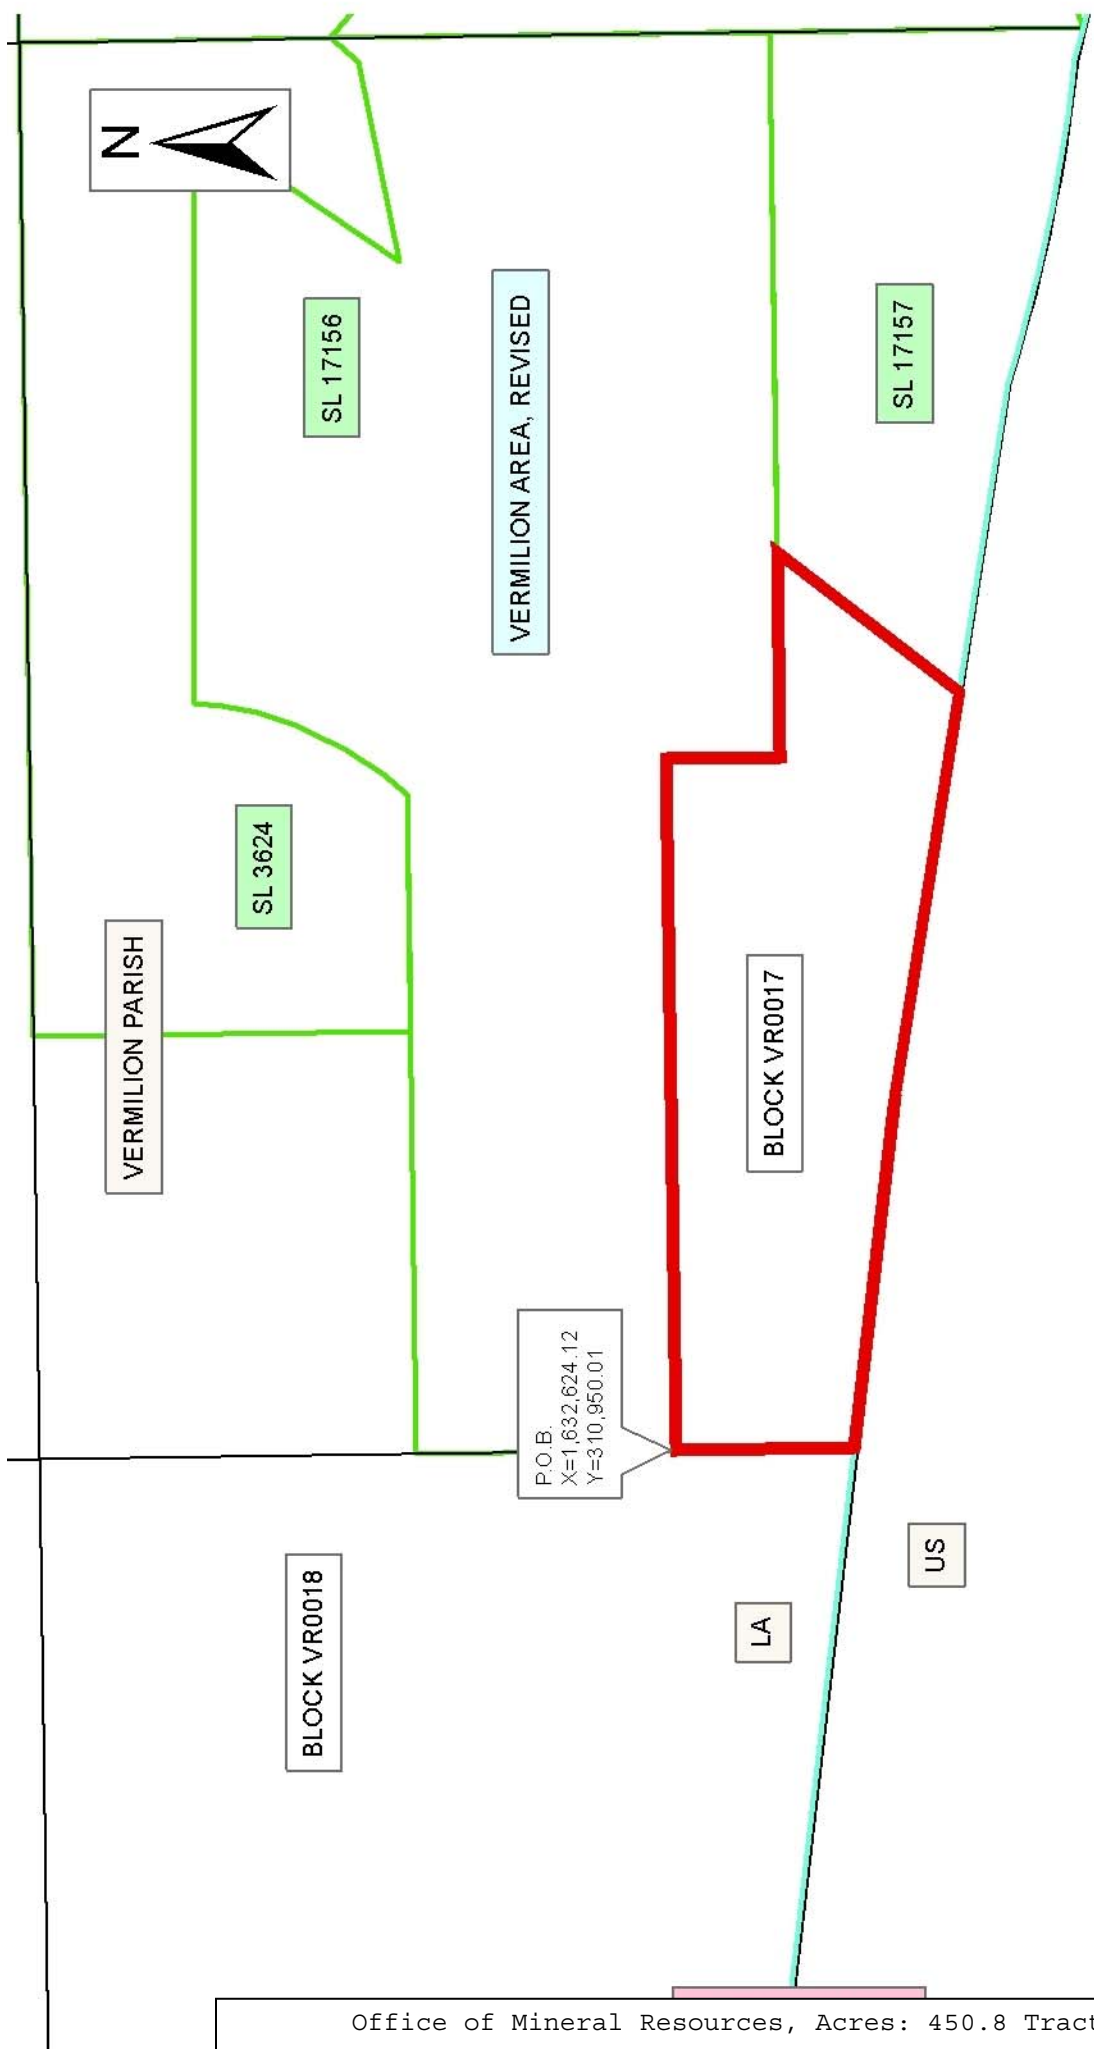 N
SL 17156
VERMILION AREA, REVISED
SL 17157
SL 3624
VERMILION PARISH
BLOCK VR0017
P.O.B.
X=1,632,624.12
Y=310,950.01
BLOCK VR0018
LA
US
Office of Mineral Resources, Acres: 450.8 Tract